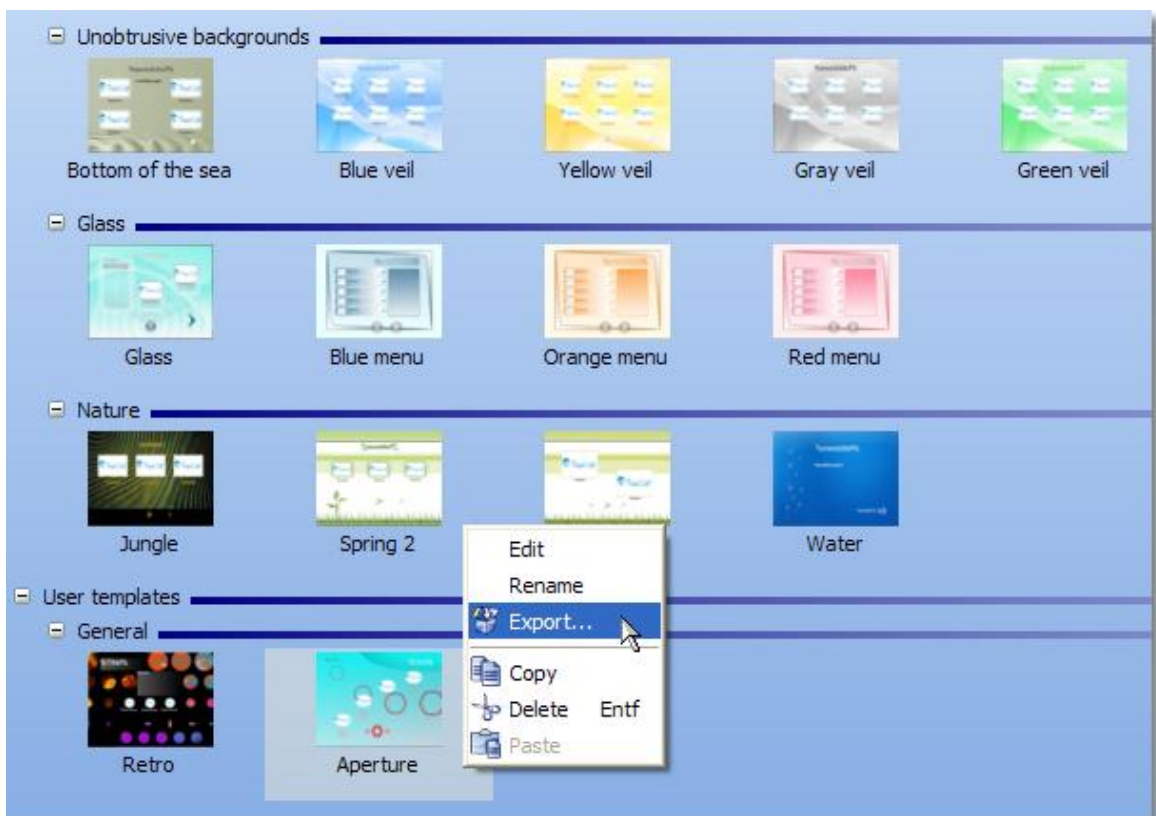 Unobtrusive backgrounds
Bottom of the sea Blue veil Yellow veil Gray veil Green veil
Glass
Glass Blue menu Orange menu Red menu
Nature
Jungle Spring 2 Water
User templates
General
Retro Aperture
Edit
Rename
Export...
Copy
Delete Entf
Paste